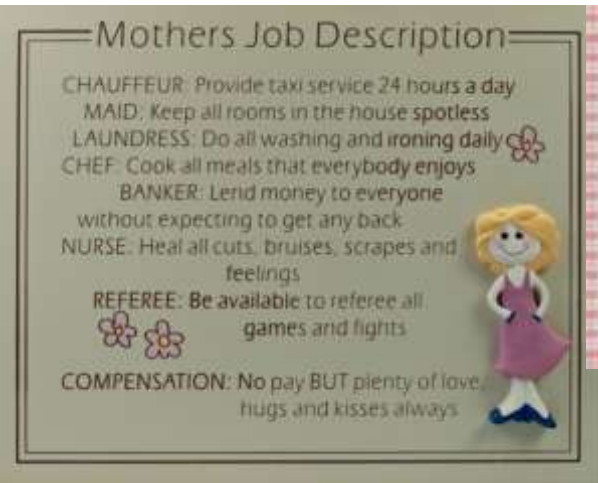 Mothers Job Description
CHAUFFEUR: Provide taxi service 24 hours a day
MAID: Keep all rooms in the house spotless
LAUNDRESS: Do all washing and ironing daily
CHEF: Cook all meals that everybody enjoys
BANKER: Lend money to everyone
without expecting to get any back
NURSE: Heal all cuts, bruises, scrapes and
feelings
REFEREE: Be available to referee all
games and fights
COMPENSATION: No pay BUT plenty of love,
hugs and kisses always